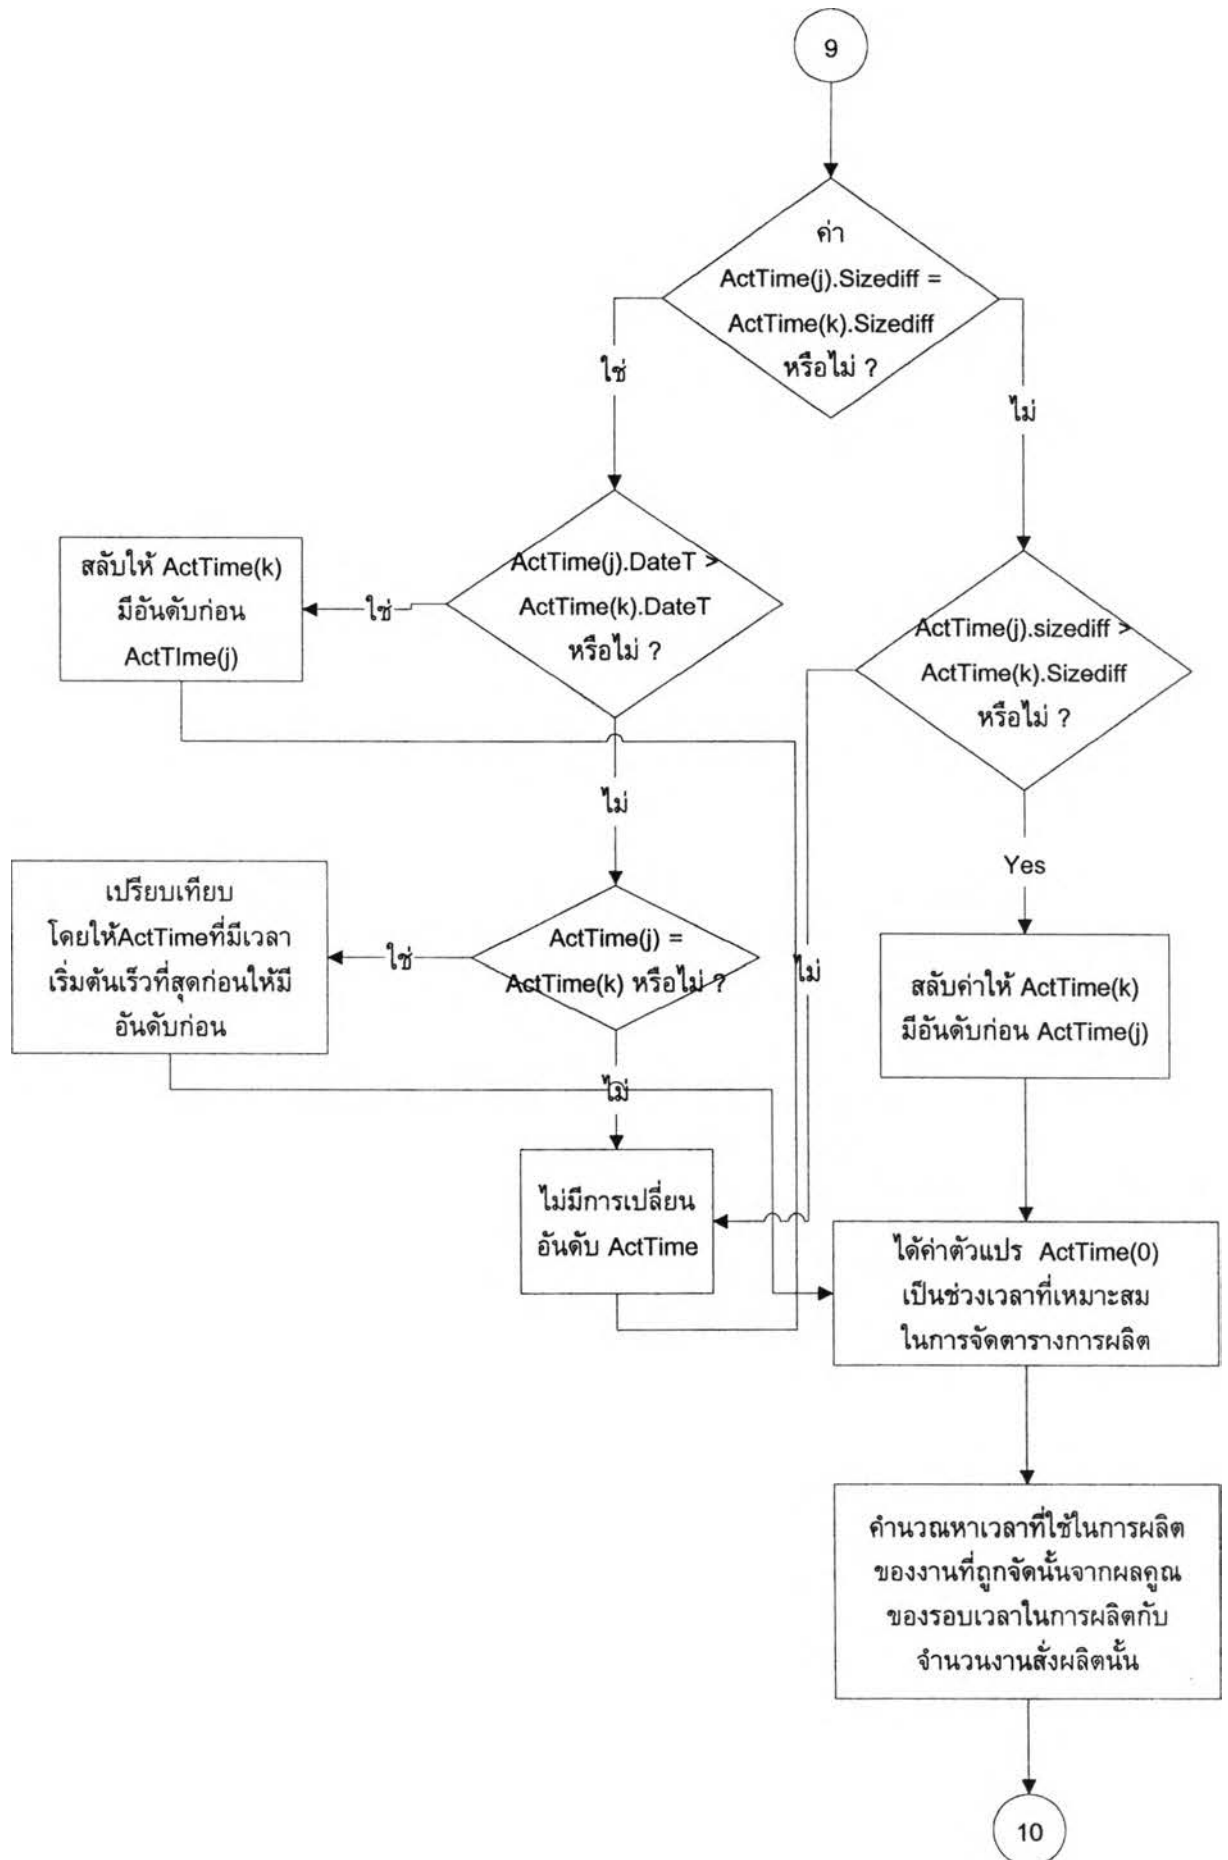 9
ค่า
ActTime(j).Sizediff =
ActTime(k).Sizediff
หรือไม่ ?
ใช่
ไม่
ActTime(j).DateT >
ActTime(k).DateT
หรือไม่ ?
ใช่
สลับให้ ActTime(k)
มีอันดับก่อน
ActTIme(j)
ActTime(j).sizediff >
ActTime(k).Sizediff
หรือไม่ ?
ไม่
Yes
ไม่
ActTime(j) =
ActTime(k) หรือไม่ ?
ใช่
เปรียบเทียบ
โดยให้ActTimeที่มีเวลา
เริ่มต้นเร็วที่สุดก่อนให้มี
อันดับก่อน
สลับค่าให้ ActTime(k)
มีอันดับก่อน ActTime(j)
ไม่
ไม่มีการเปลี่ยน
อันดับ ActTime
ได้ค่าตัวแปร ActTime(0)
เป็นช่วงเวลาที่เหมาะสม
ในการจัดตารางการผลิต
คำนวณหาเวลาที่ใช้ในการผลิต
ของงานที่ถูกจัดนั้นจากผลคูณ
ของรอบเวลาในการผลิตกับ
จำนวนงานสั่งผลิตนั้น
10